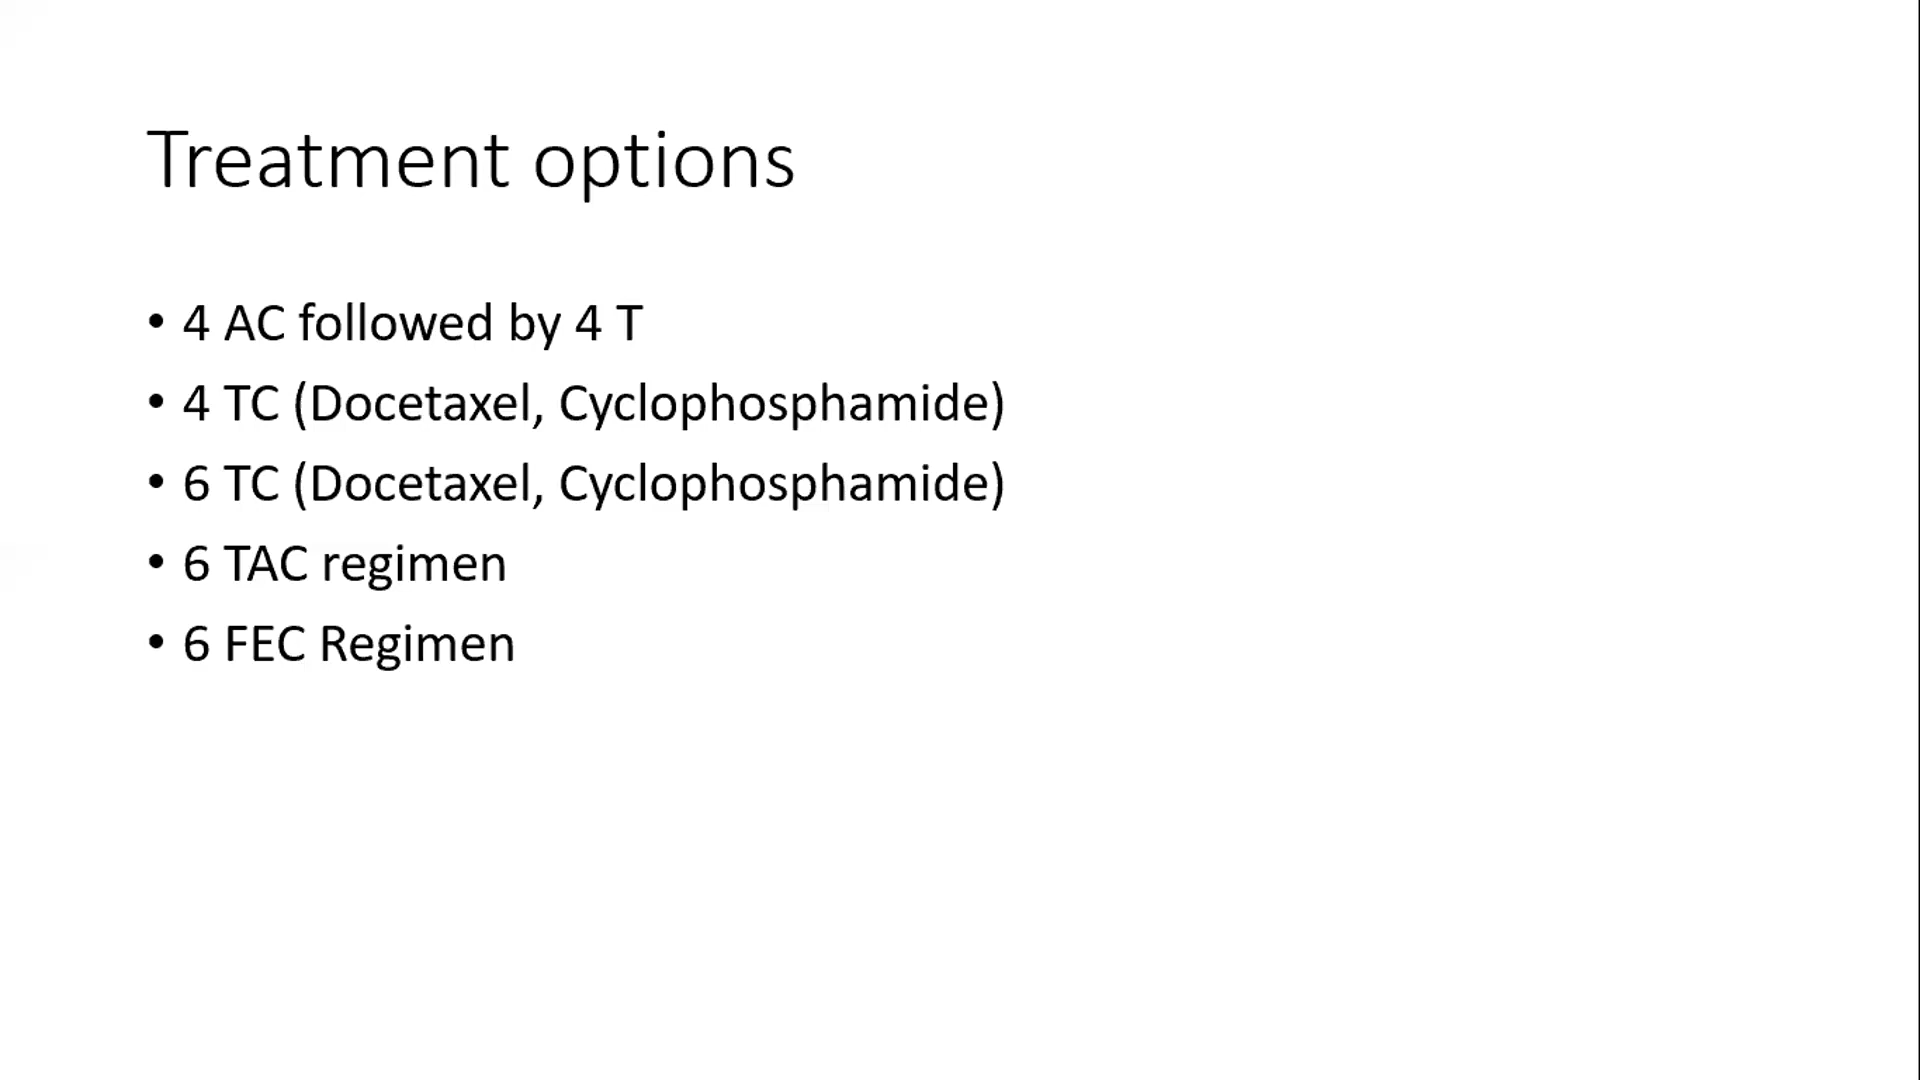 Treatment options
• 4 AC followed by 4 T
• 4 TC (Docetaxel, Cyclophosphamide)
• 6 TC (Docetaxel, Cyclophosphamide)
• 6 TAC regimen
• 6 FEC Regimen